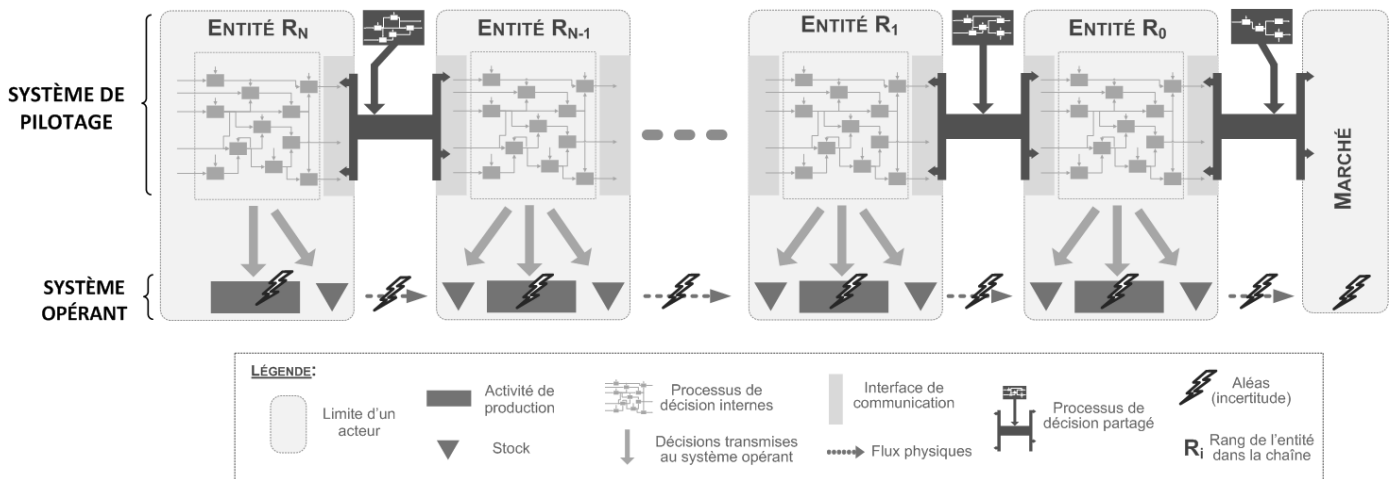 ENTITÉ RN
ENTITÉ RN-1
ENTITÉ R1
ENTITÉ R0
SYSTÈME DE
PILOTAGE
MARCHÉ
SYSTÈME
OPÉRANT
LÉGENDE:
Limite d'un
acteur
Activité de
production
Stock
Processus de
décision internes
Décisions transmises
au système opérant
Interface de
communication
Flux physiques
Processus de
décision partagé
Aléas
(incertitude)
Ri Rang de l'entité
dans la chaîne